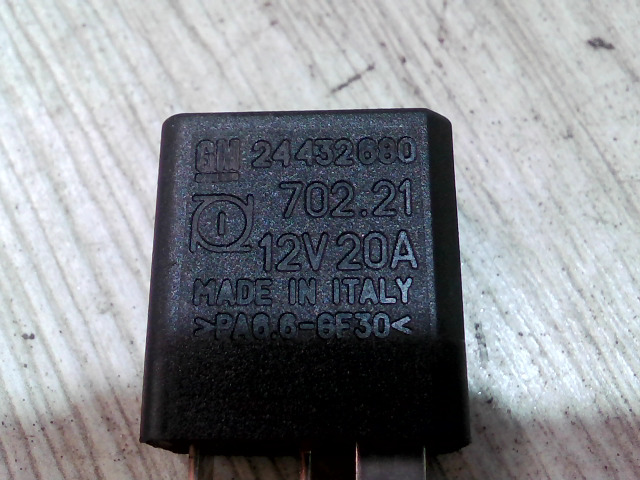 GM 24432680
702.21
12V 20A
MADE IN ITALY
>PA6.6-GF30<